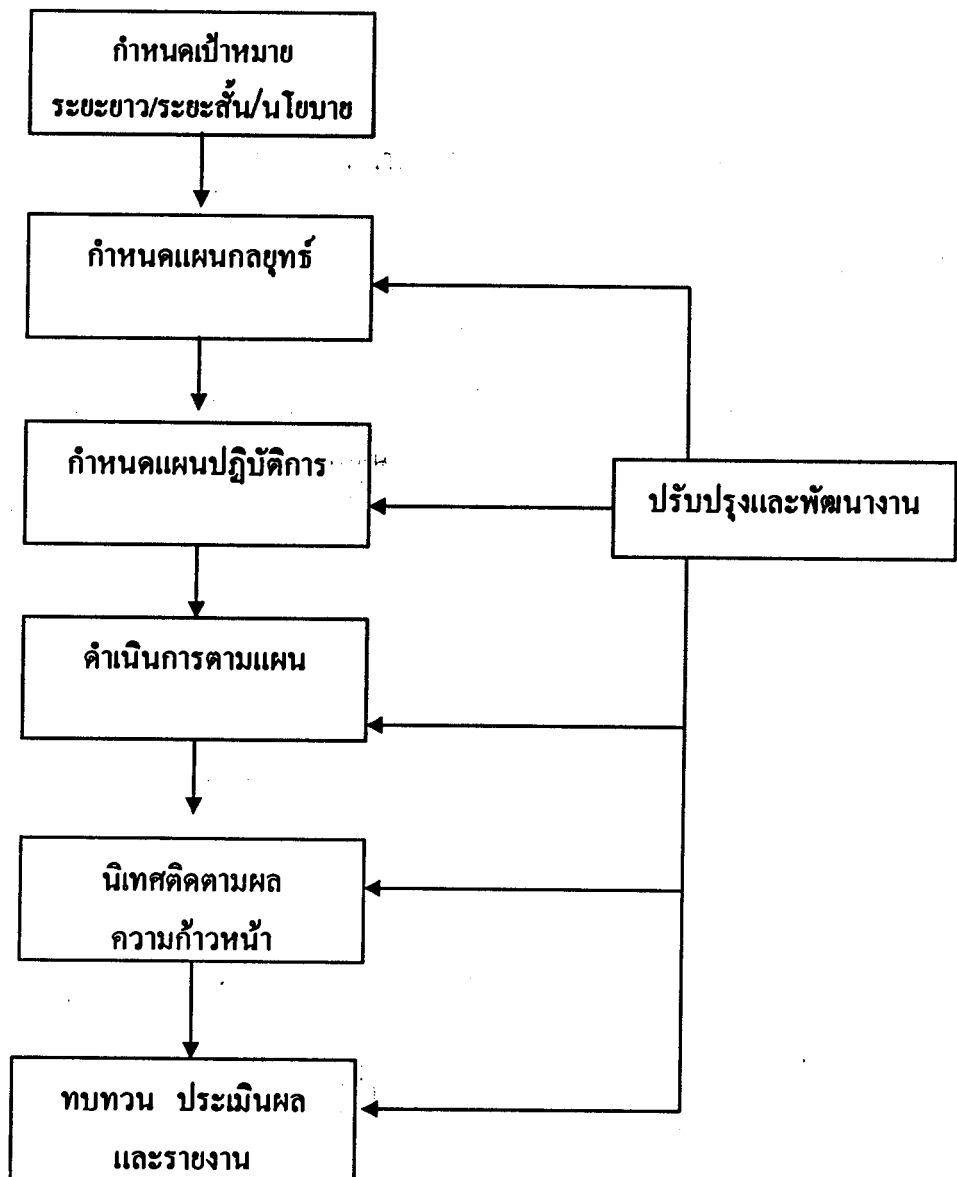 กำหนดเป้าหมาย
ระยะยาว/ระยะสั้น/นโยบาย
กำหนดแผนกลยุทธ์
กำหนดแผนปฏิบัติการ
ปรับปรุงและพัฒนางาน
ดำเนินการตามแผน
นิเทศติดตามผล
ความก้าวหน้า
ทบทวน ประเมินผล
และรายงาน